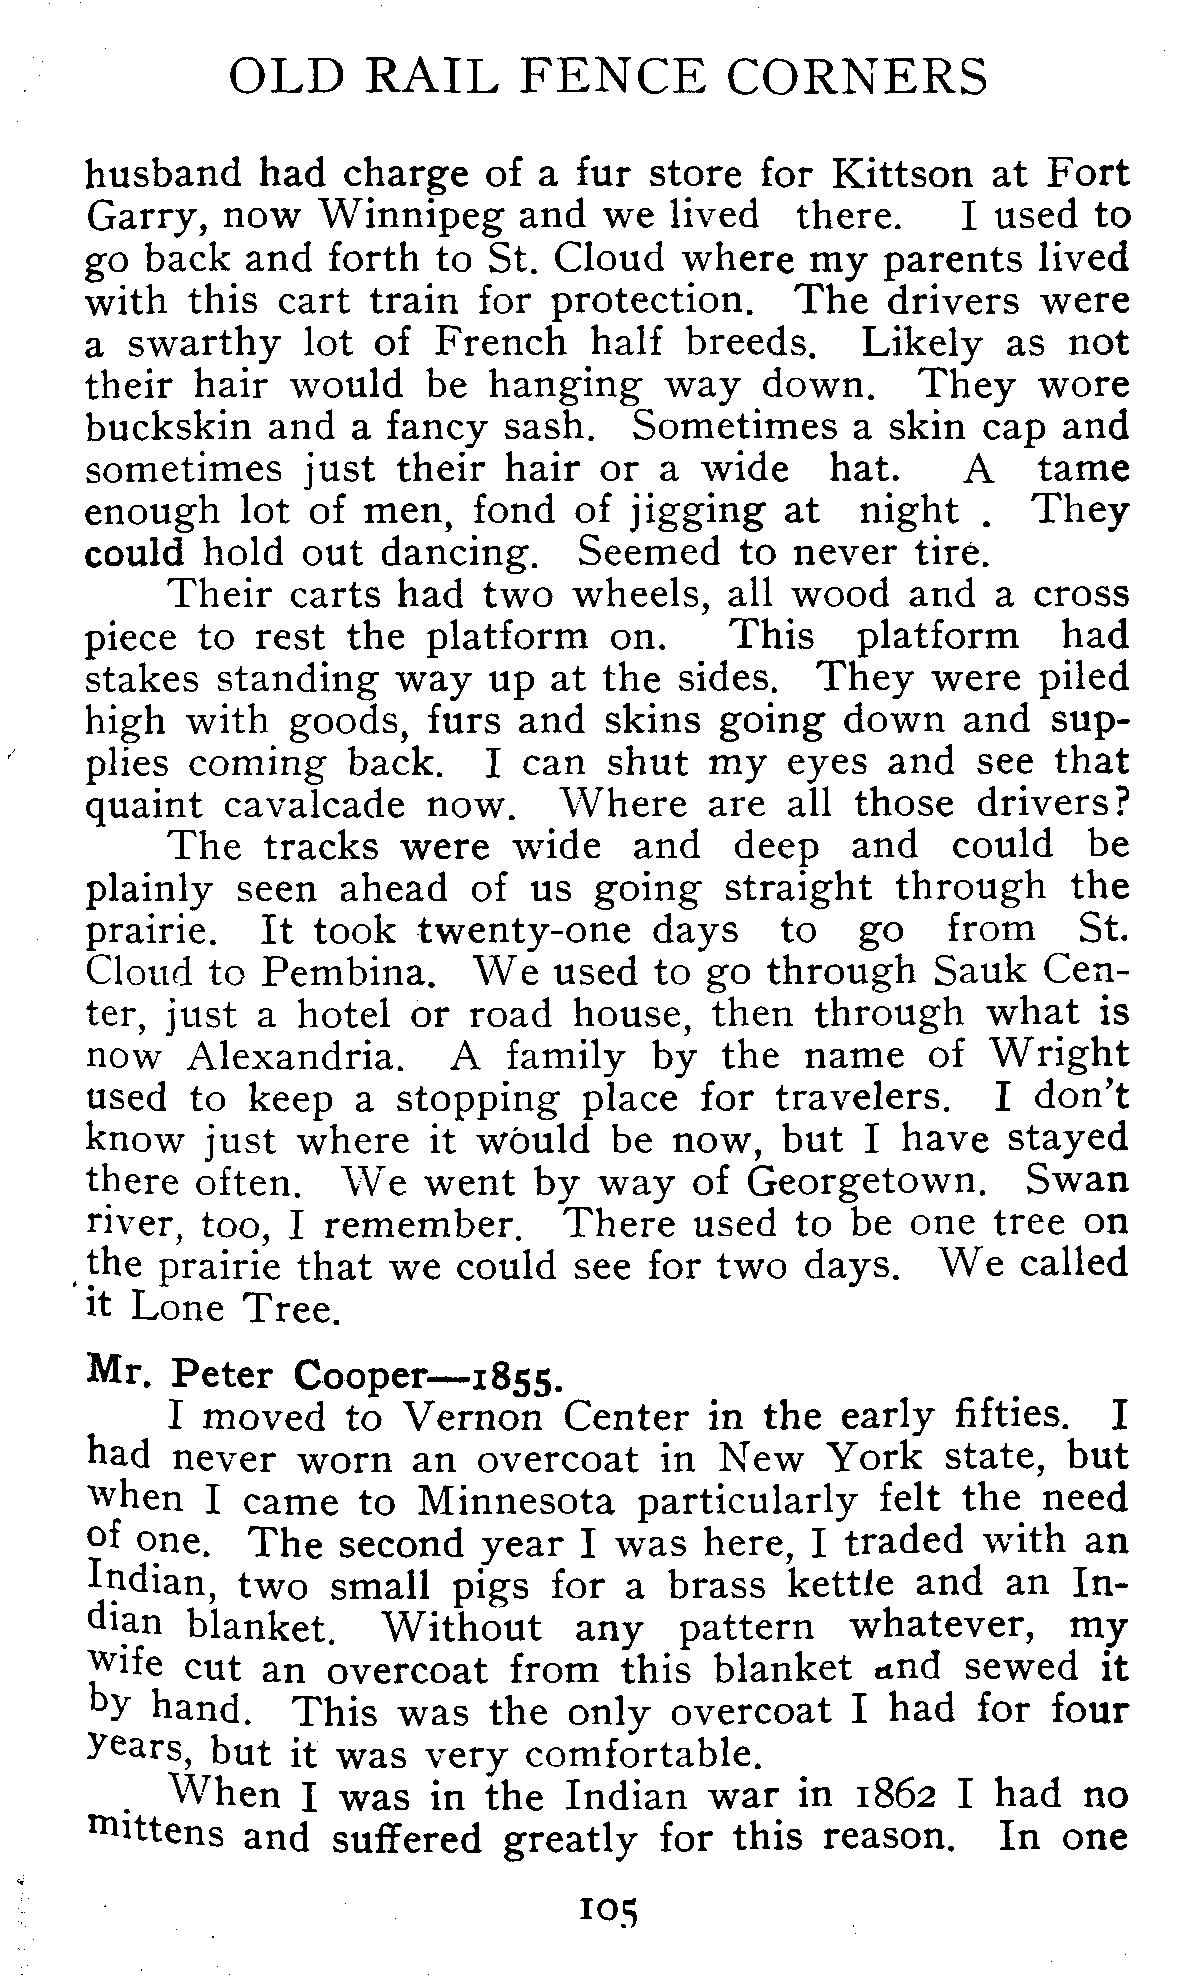 OLD RAIL FENCE CORNERS
husband had charge of a fur store for Kittson at Fort
Garry, now Winnipeg and we lived there. I used to
go back and forth to St. Cloud where my parents lived
with this cart train for protection. The drivers were
a swarthy lot of French half breeds. Likely as not
their hair would be hanging way down. They wore
buckskin and a fancy sash. Sometimes a skin cap and
sometimes just their hair or a wide hat. A tame
enough lot of men, fond of jigging at night . They
could hold out dancing. Seemed to never tire.
Their carts had two wheels, all wood and a cross
piece to rest the platform on. This platform had
stakes standing way up at the sides. They were piled
high with goods, furs and skins going down and sup-
plies coming back. I can shut my eyes and see that
quaint cavalcade now. Where are all those drivers?
The tracks were wide and deep and could be
plainly seen ahead of us going straight through the
prairie. It took twenty-one days to go from St.
Cloud to Pembina. We used to go through Sauk Cen-
ter, just a hotel or road house, then through what is
now Alexandria. A family by the name of Wright
used to keep a stopping place for travelers. I don't
know just where it would be now, but I have stayed
there often. We went by way of Georgetown. Swan
river, too, I remember. There used to be one tree on
the prairie that we could see for two days. We called
it Lone Tree.
Mr. Peter Cooper—1855.
I moved to Vernon Center in the early fifties. I
had never worn an overcoat in New York state, but
when I came to Minnesota particularly felt the need
of one. The second year I was here, I traded with an
Indian, two small pigs for a brass kettle and an In-
dian blanket. Without any pattern whatever, my
wife cut an overcoat from this blanket and sewed it
by hand. This was the only overcoat I had for four
years, but it was very comfortable.
When I was in the Indian war in 1862 I had no
mittens and suffered greatly for this reason. In one
105